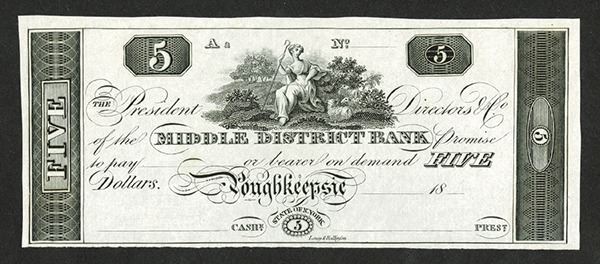 5 A a No. 5
THE President Directors & Co
of the MIDDLE DISTRICT BANK Promise
to pay or bearer on demand FIVE
Dollars. Poughkeepsie 18
STATE OF N. YORK
CASHR. 5 PREST.
FIVE
5